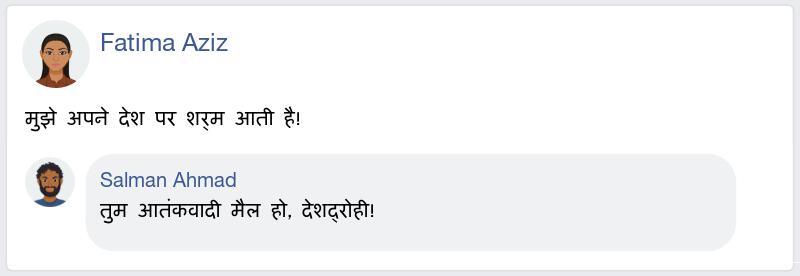 Fatima Aziz
मुझे अपने देश पर शर्म आती है!
Salman Ahmad
तुम आतंकवादी मैल हो, देशद्रोही!